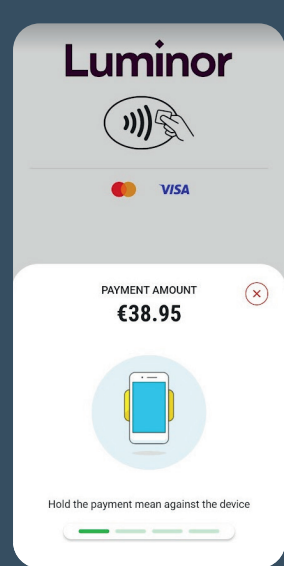 Luminor
VISA
PAYMENT AMOUNT
€38.95
Hold the payment mean against the device